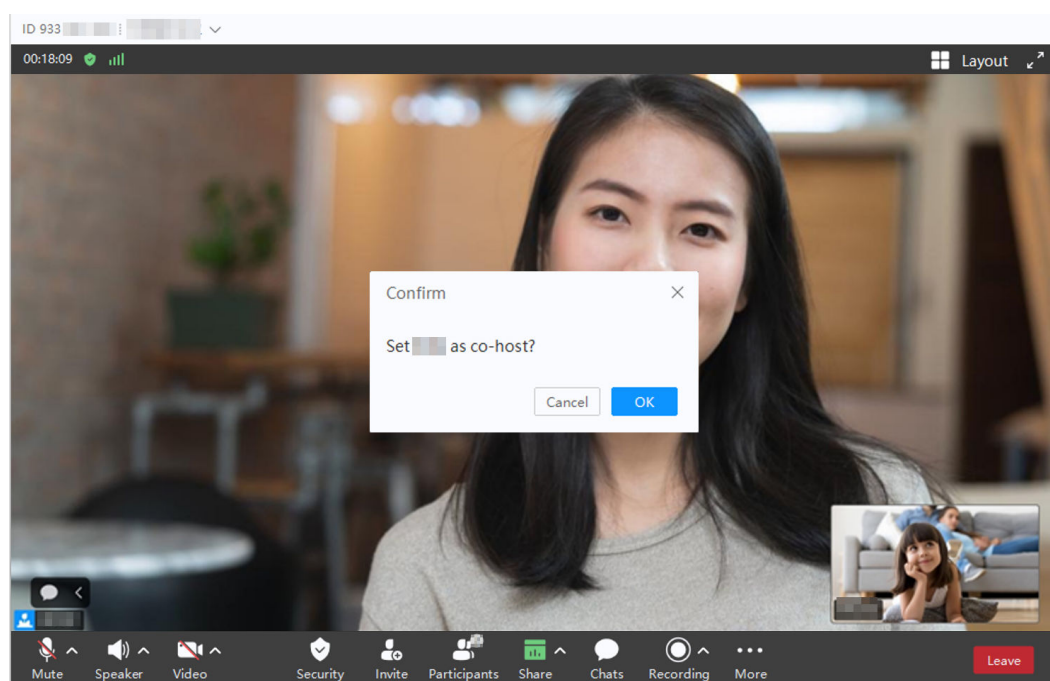 ID 933
00:18:09
Layout
Confirm
Set as co-host?
Cancel OK
Mute Speaker Video Security Invite Participants Share Chats Recording More Leave